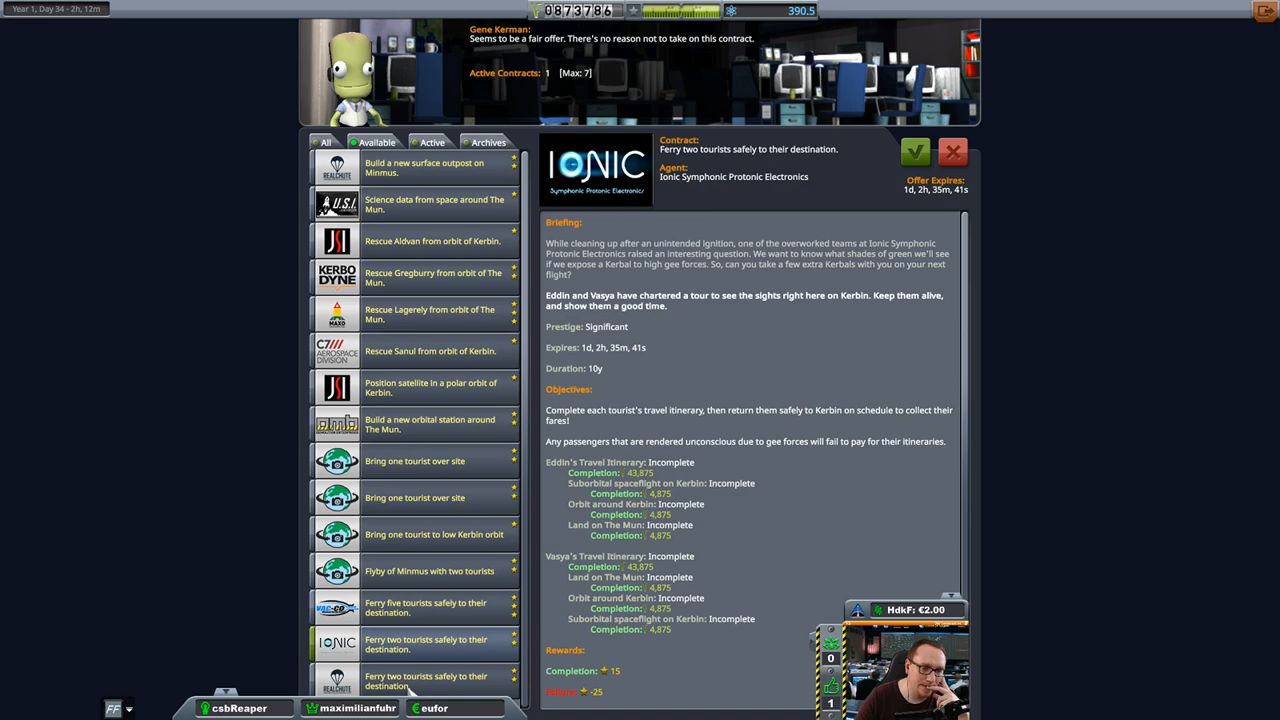 Year 1, Day 34 - 2h, 12m
0873786
390.5
Gene Kerman:
Seems to be a fair offer. There's no reason not to take on this contract.
Active Contracts: 1 [Max: 7]
All
Available
Active
Archives
REALCHUTE
Build a new surface outpost on
Minmus.
U.S.I.
Science data from space around The
Mun.
JSI
Rescue Aldvan from orbit of Kerbin.
KERBO
DYNE
Rescue Gregburry from orbit of The
Mun.
MAXO
Rescue Lagerely from orbit of The
Mun.
C7
AEROSPACE
DIVISION
Rescue Sanul from orbit of Kerbin.
JSI
Position satellite in a polar orbit of
Kerbin.
Build a new orbital station around
The Mun.
Bring one tourist over site
Bring one tourist over site
Bring one tourist to low Kerbin orbit
Flyby of Minmus with two tourists
VAC-CO
Ferry five tourists safely to their
destination.
IONIC
Ferry two tourists safely to their
destination.
REALCHUTE
Ferry two tourists safely to their
destination.
IONIC
Symphonic Protonic Electronics
Contract:
Ferry two tourists safely to their destination.
Agent:
Ionic Symphonic Protonic Electronics
Offer Expires:
1d, 2h, 35m, 41s
Briefing:
While cleaning up after an unintended ignition, one of the overworked teams at Ionic Symphonic
Protonic Electronics raised an interesting question. We want to know what shades of green we'll see
if we expose a Kerbal to high gee forces. So, can you take a few extra Kerbals with you on your next
flight?
Eddin and Vasya have chartered a tour to see the sights right here on Kerbin. Keep them alive,
and show them a good time.
Prestige: Significant
Expires: 1d, 2h, 35m, 41s
Duration: 10y
Objectives:
Complete each tourist's travel itinerary, then return them safely to Kerbin on schedule to collect their
fares!
Any passengers that are rendered unconscious due to gee forces will fail to pay for their itineraries.
Eddin's Travel Itinerary: Incomplete
Completion: 43,875
Suborbital spaceflight on Kerbin: Incomplete
Completion: 4,875
Orbit around Kerbin: Incomplete
Completion: 4,875
Land on The Mun: Incomplete
Completion: 4,875
Vasya's Travel Itinerary: Incomplete
Completion: 43,875
Land on The Mun: Incomplete
Completion: 4,875
Orbit around Kerbin: Incomplete
Completion: 4,875
Suborbital spaceflight on Kerbin: Incomplete
Completion: 4,875
Rewards:
Completion: 15
Failure: -25
HdkF: €2.00
0
1
FF
csbReaper
maximilianfuhr
eufor